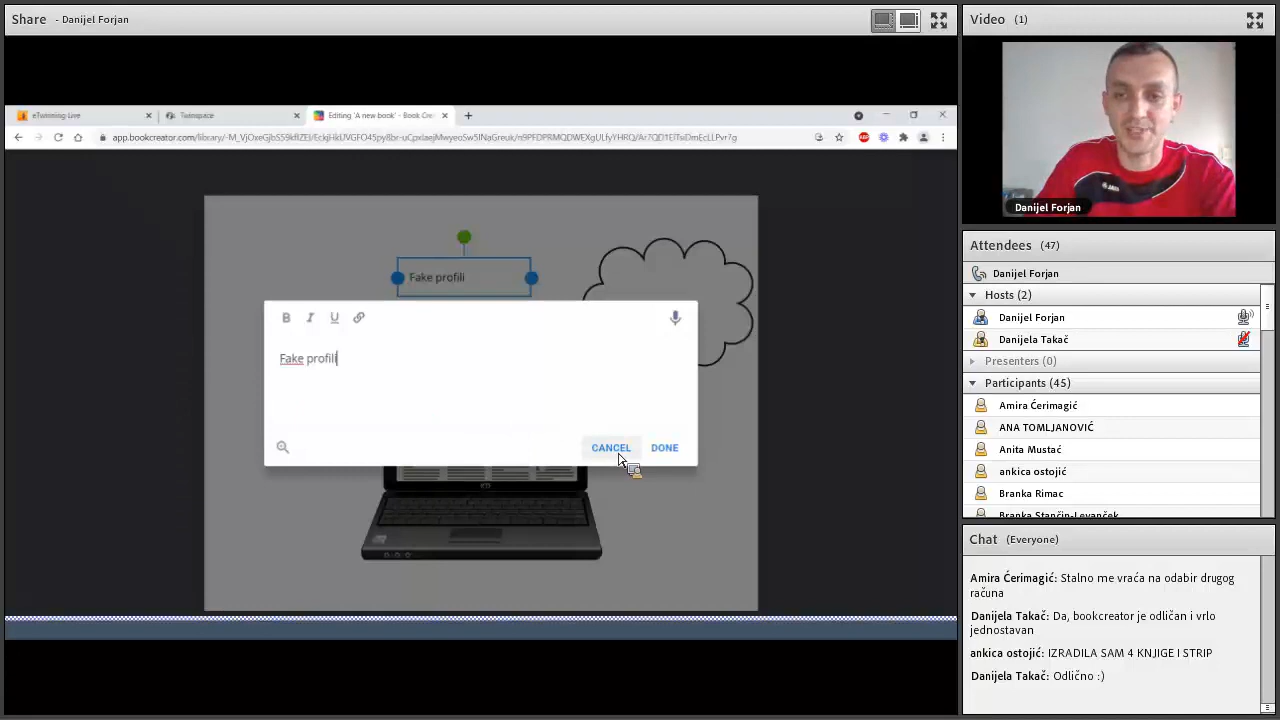 Share - Danijel Forjan
Video (1)
eTwinning Live
Twinspace
Editing 'A new book' - Book Cre
Danijel Forjan
Attendees (47)
Danijel Forjan
Hosts (2)
Danijel Forjan
Danijela Takač
Presenters (0)
Participants (45)
Amira Ćerimagić
ANA TOMLJANOVIĆ
Anita Mustać
ankica ostojić
Branka Rimac
Branka Stančin-Levanček
Fake profili
B I U
Fake profili
CANCEL DONE
Chat (Everyone)
Amira Ćerimagić: Stalno me vraća na odabir drugog
računa
Danijela Takač: Da, bookcreator je odličan i vrlo
jednostavan
ankica ostojić: IZRADILA SAM 4 KNJIGE I STRIP
Danijela Takač: Odlično :)